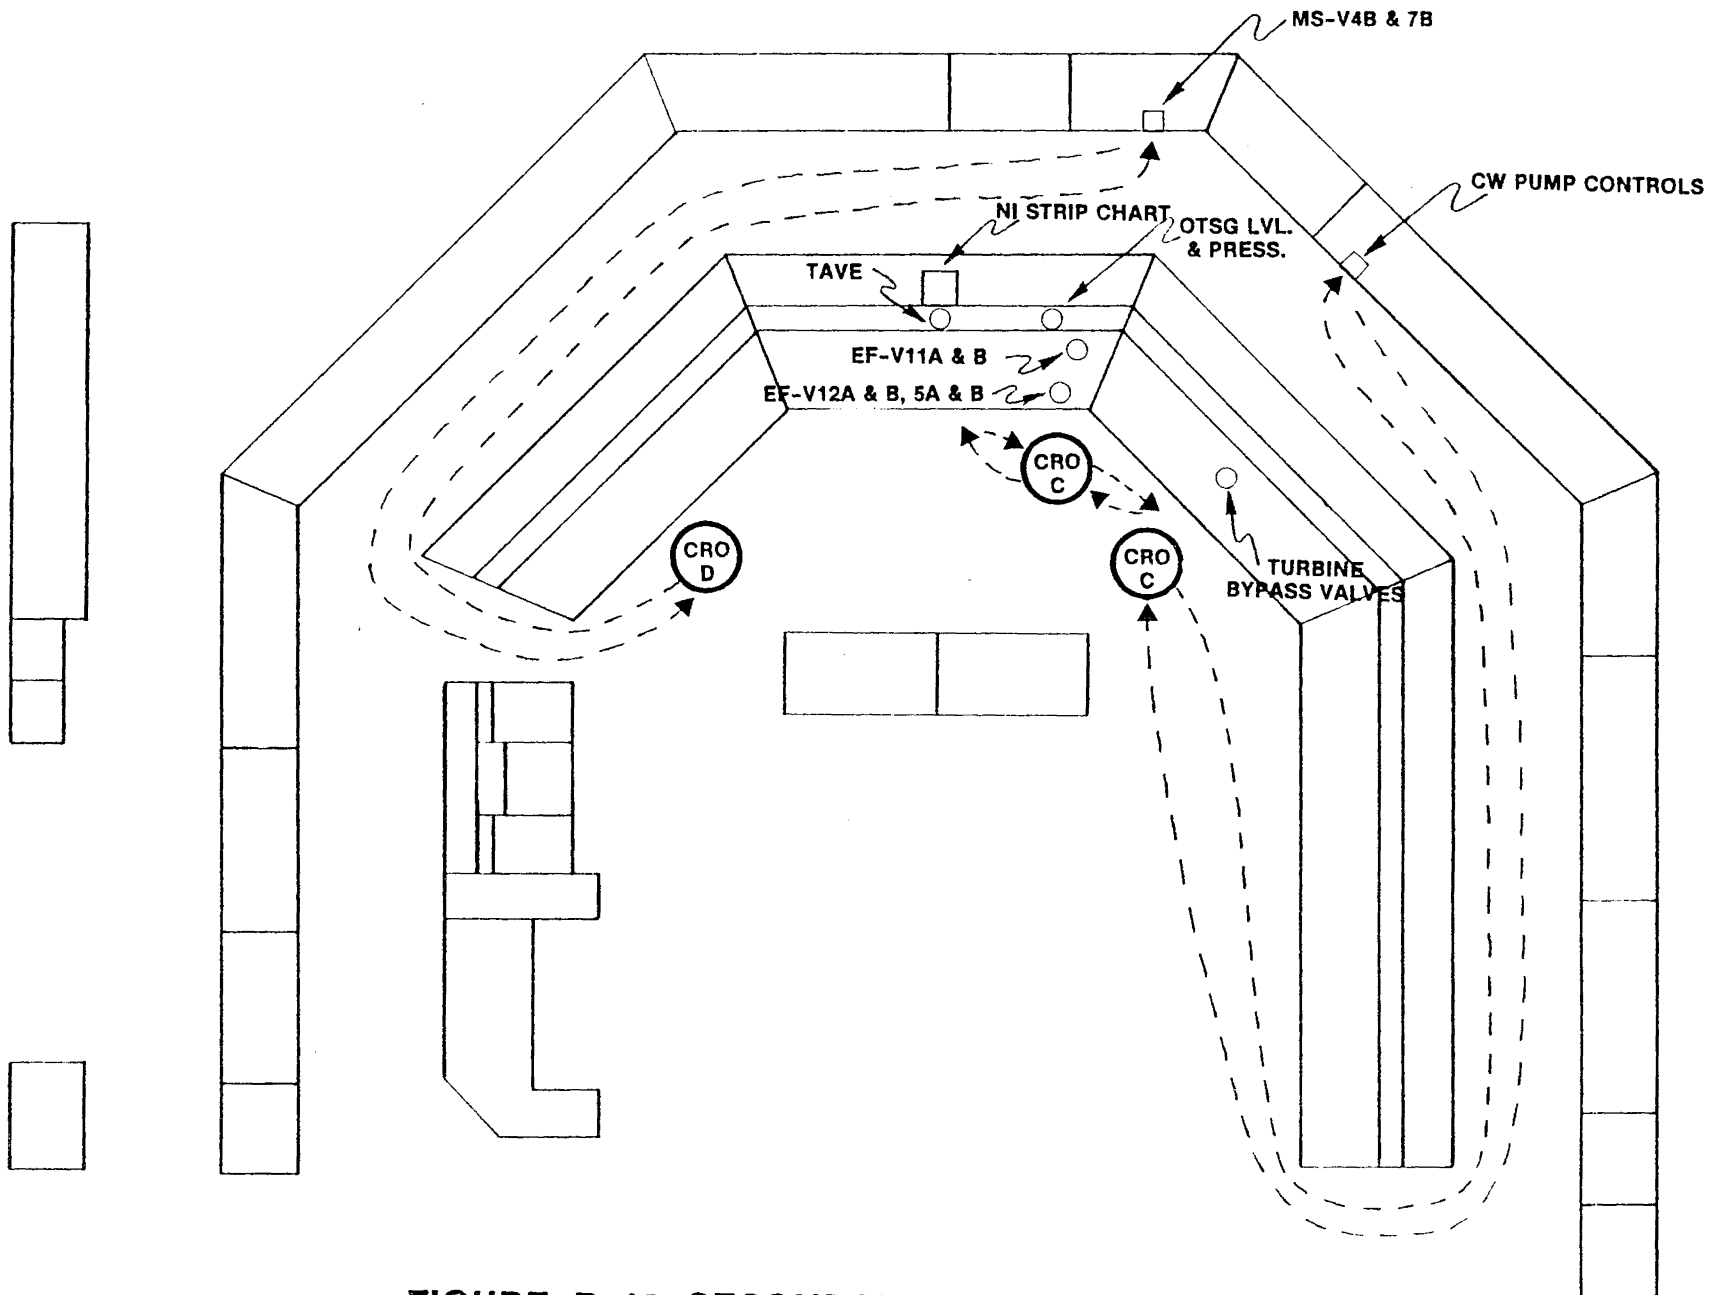 MS-V4B & 7B
CW PUMP CONTROLS
NI STRIP CHART
OTSG LVL.
& PRESS.
TAVE
EF-V11A & B
EF-V12A & B, 5A & B
CRO
C
CRO
D
CRO
C
TURBINE
BYPASS VALVES